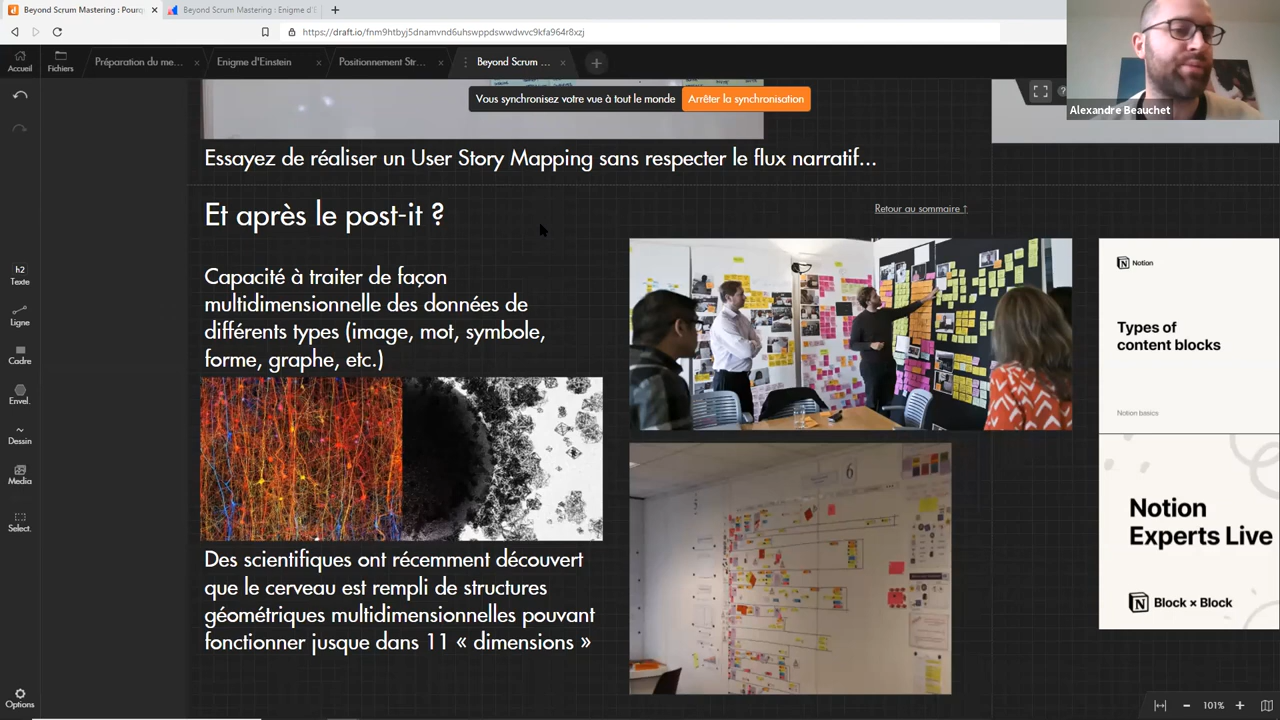 Beyond Scrum Mastering : Pourqu
Beyond Scrum Mastering : Enigme d'E
https://draft.io/fnm9htbyj5dnamvnd6uhswppdswwdwvc9kfa964r8xzj
Accueil
Fichiers
Préparation du me...
Enigme d'Einstein
Positionnement Str...
Beyond Scrum ...
Vous synchronisez votre vue à tout le monde
Arrêter la synchronisation
Alexandre Beauchet
Essayez de réaliser un User Story Mapping sans respecter le flux narratif...
Et après le post-it ?
Retour au sommaire ↑
Capacité à traiter de façon
multidimensionnelle des données de
différents types (image, mot, symbole,
forme, graphe, etc.)
Des scientifiques ont récemment découvert
que le cerveau est rempli de structures
géométriques multidimensionnelles pouvant
fonctionner jusque dans 11 « dimensions »
6
Notion
Types of
content blocks
Notion basics
Notion
Experts Live
Block × Block
h2
Texte
Ligne
Cadre
Envel.
Dessin
Media
Select.
Options
101%